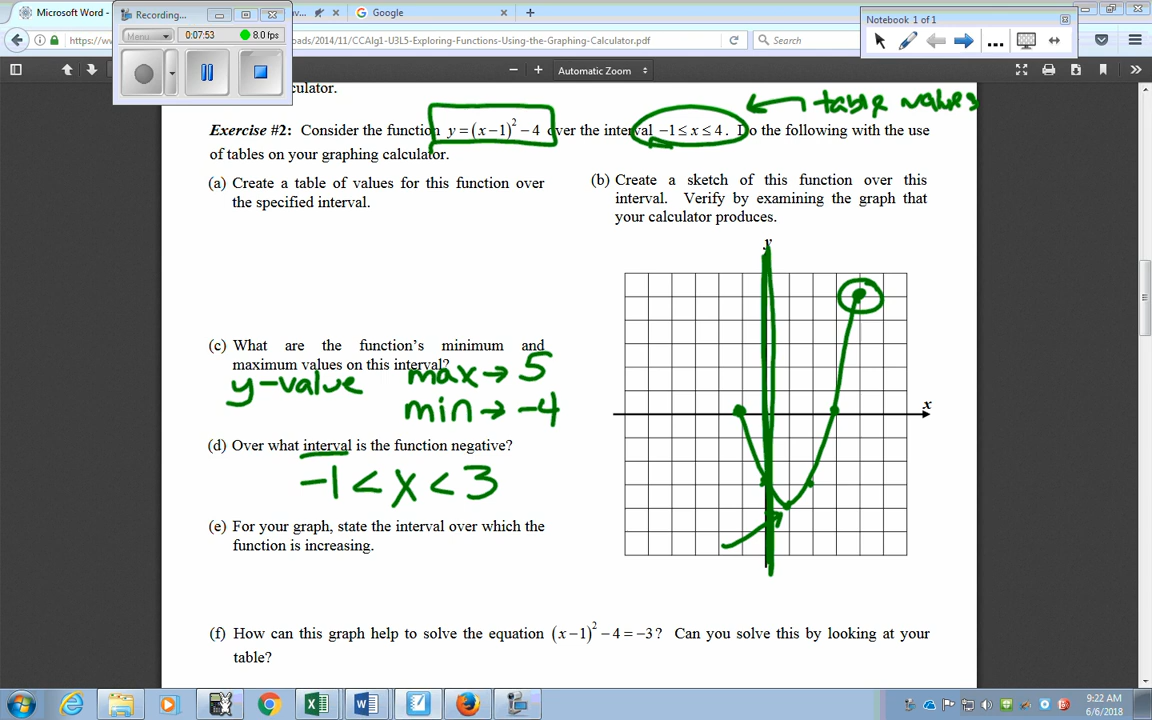 Microsoft Word -
Recording...
v...
Google
Notebook 1 of 1
Menu
0:07:53
8.0 fps
https://ww
oads/2014/11/CCAlg1-U3L5-Exploring-Functions-Using-the-Graphing-Calculator.pdf
Search
Automatic Zoom
culator.
table values
Exercise #2: Consider the function y = (x−1)² − 4 over the interval −1 ≤ x ≤ 4. Do the following with the use
of tables on your graphing calculator.
(a) Create a table of values for this function over
the specified interval.
(b) Create a sketch of this function over this
interval. Verify by examining the graph that
your calculator produces.
y
x
(c) What are the function's minimum and
maximum values on this interval?
y-value max → 5
min → -4
(d) Over what interval is the function negative?
-1 < x < 3
(e) For your graph, state the interval over which the
function is increasing.
(f) How can this graph help to solve the equation (x−1)² − 4 = −3? Can you solve this by looking at your
table?
9:22 AM
6/6/2018